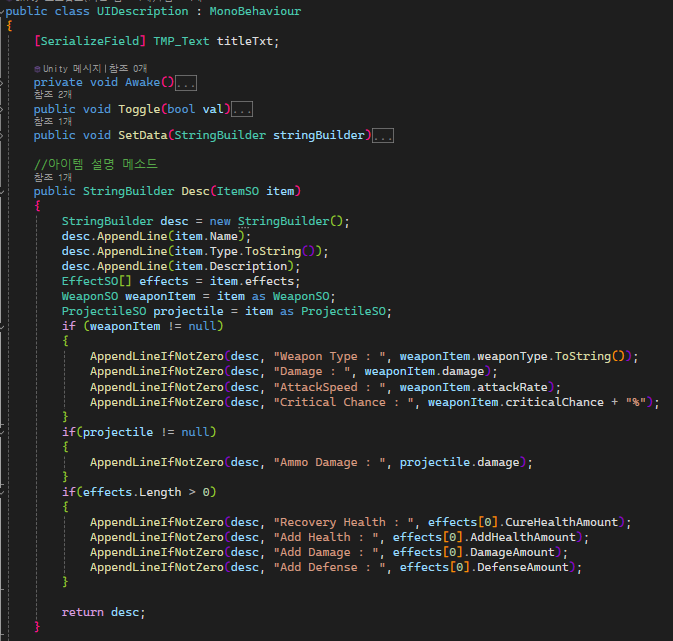 public class UIDescription : MonoBehaviour
{
[SerializeField] TMP_Text titleTxt;
Unity 메시지 | 참조 0개
private void Awake()...
참조 2개
public void Toggle(bool val)...
참조 1개
public void SetData(StringBuilder stringBuilder)...
//아이템 설명 메소드
참조 1개
public StringBuilder Desc(ItemSO item)
{
StringBuilder desc = new StringBuilder();
desc.AppendLine(item.Name);
desc.AppendLine(item.Type.ToString());
desc.AppendLine(item.Description);
EffectSO[] effects = item.effects;
WeaponSO weaponItem = item as WeaponSO;
ProjectileSO projectile = item as ProjectileSO;
if (weaponItem != null)
{
AppendLineIfNotZero(desc, "Weapon Type : ", weaponItem.weaponType.ToString());
AppendLineIfNotZero(desc, "Damage : ", weaponItem.damage);
AppendLineIfNotZero(desc, "AttackSpeed : ", weaponItem.attackRate);
AppendLineIfNotZero(desc, "Critical Chance : ", weaponItem.criticalChance + "%");
}
if(projectile != null)
{
AppendLineIfNotZero(desc, "Ammo Damage : ", projectile.damage);
}
if(effects.Length > 0)
{
AppendLineIfNotZero(desc, "Recovery Health : ", effects[0].CureHealthAmount);
AppendLineIfNotZero(desc, "Add Health : ", effects[0].AddHealthAmount);
AppendLineIfNotZero(desc, "Add Damage : ", effects[0].DamageAmount);
AppendLineIfNotZero(desc, "Add Defense : ", effects[0].DefenseAmount);
}
return desc;
}